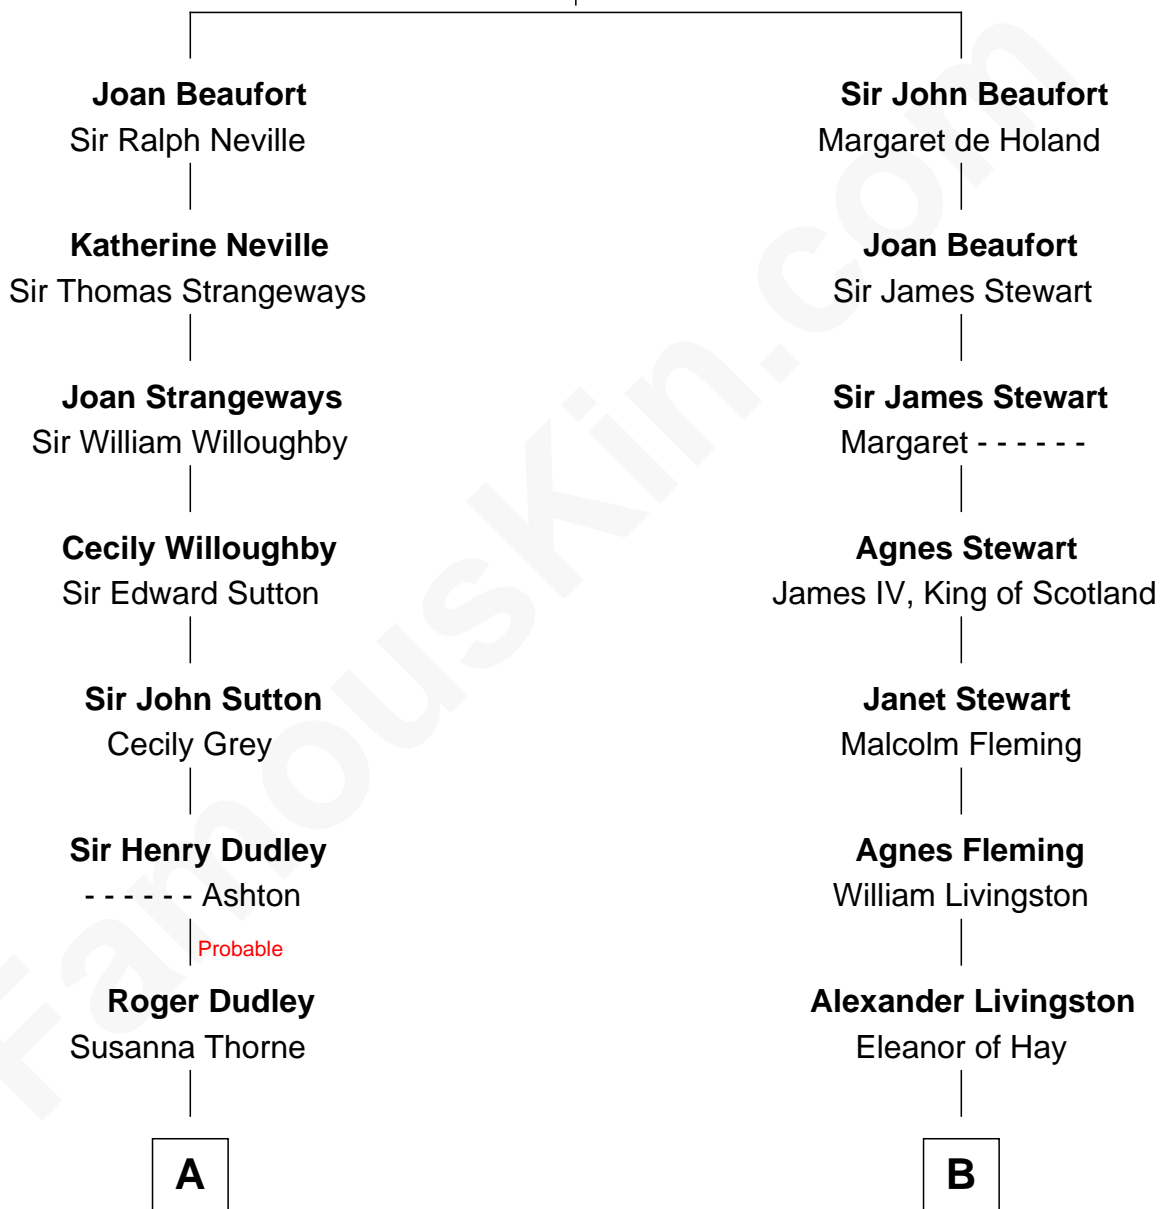 Joan Beaufort
Sir Ralph Neville
Katherine Neville
Sir Thomas Strangeways
Joan Strangeways
Sir William Willoughby
Cecily Willoughby
Sir Edward Sutton
Sir John Sutton
Cecily Grey
Sir Henry Dudley
- - - - - - Ashton
Probable
Roger Dudley
Susanna Thorne
A
Sir John Beaufort
Margaret de Holand
Joan Beaufort
Sir James Stewart
Sir James Stewart
Margaret - - - - - -
Agnes Stewart
James IV, King of Scotland
Janet Stewart
Malcolm Fleming
Agnes Fleming
William Livingston
Alexander Livingston
Eleanor of Hay
B
FamousKin.com